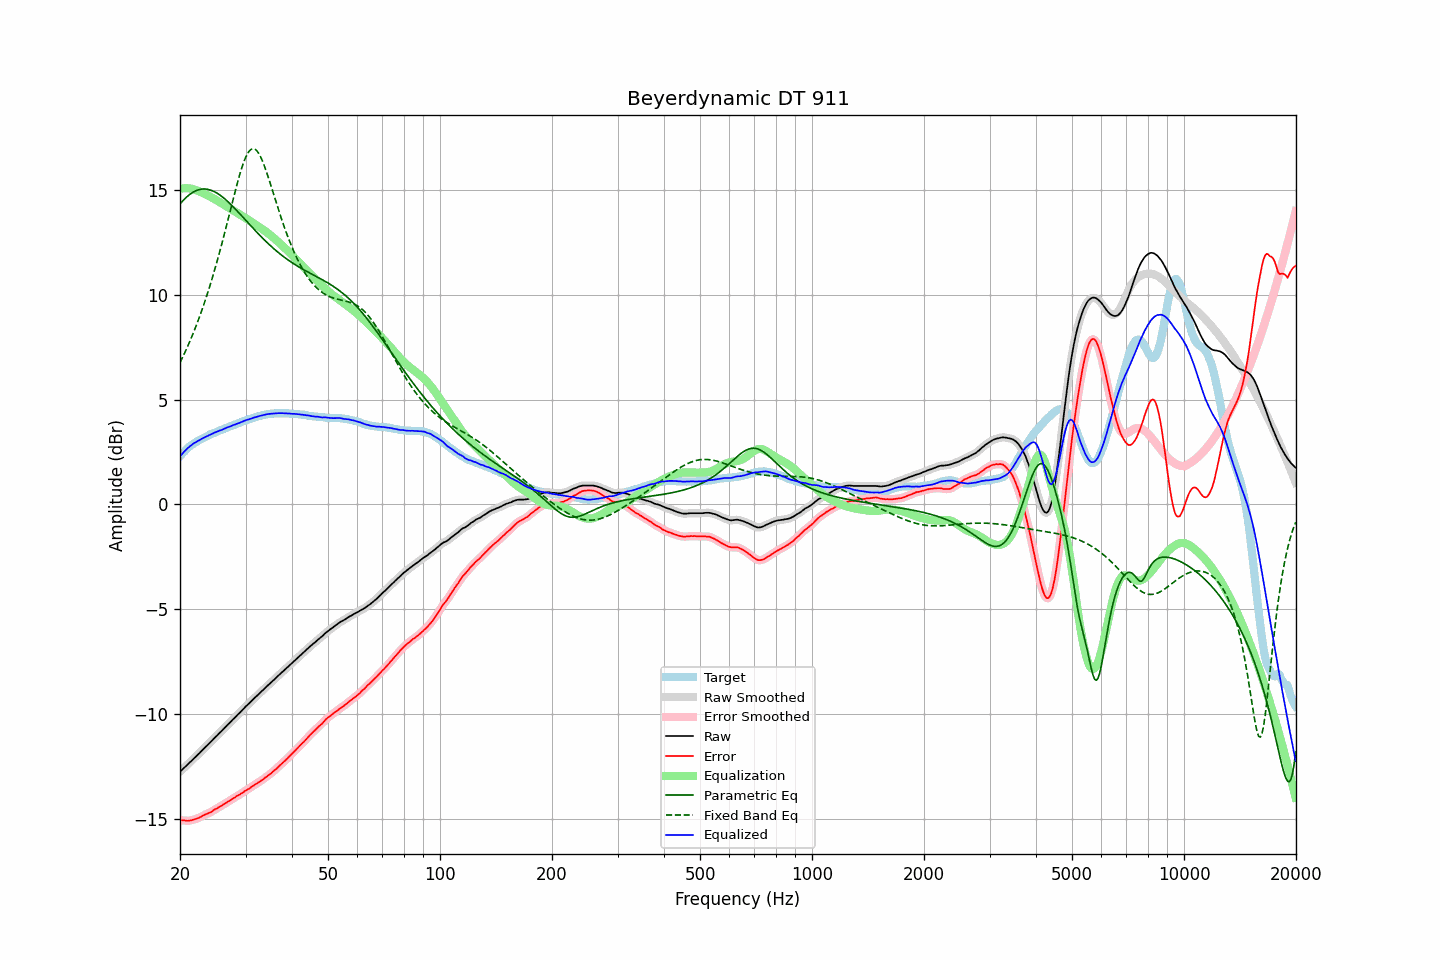 Beyerdynamic DT 911
Amplitude (dBr)
15
10
5
0
−5
−10
−15
Target
Raw Smoothed
Error Smoothed
Raw
Error
Equalization
Parametric Eq
Fixed Band Eq
Equalized
20 50 100 200 500 1000 2000 5000 10000 20000
Frequency (Hz)